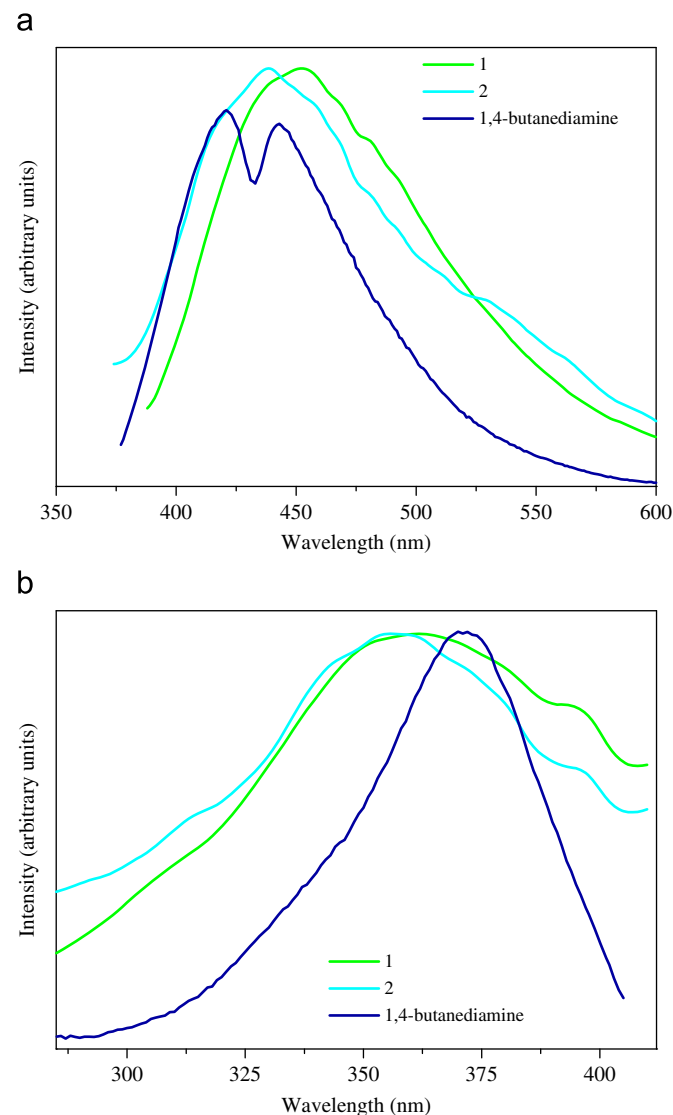 a
1
2
1,4-butanediamine
Intensity (arbitrary units)
350 400 450 500 550 600
Wavelength (nm)
b
Intensity (arbitrary units)
1
2
1,4-butanediamine
300 325 350 375 400
Wavelength (nm)